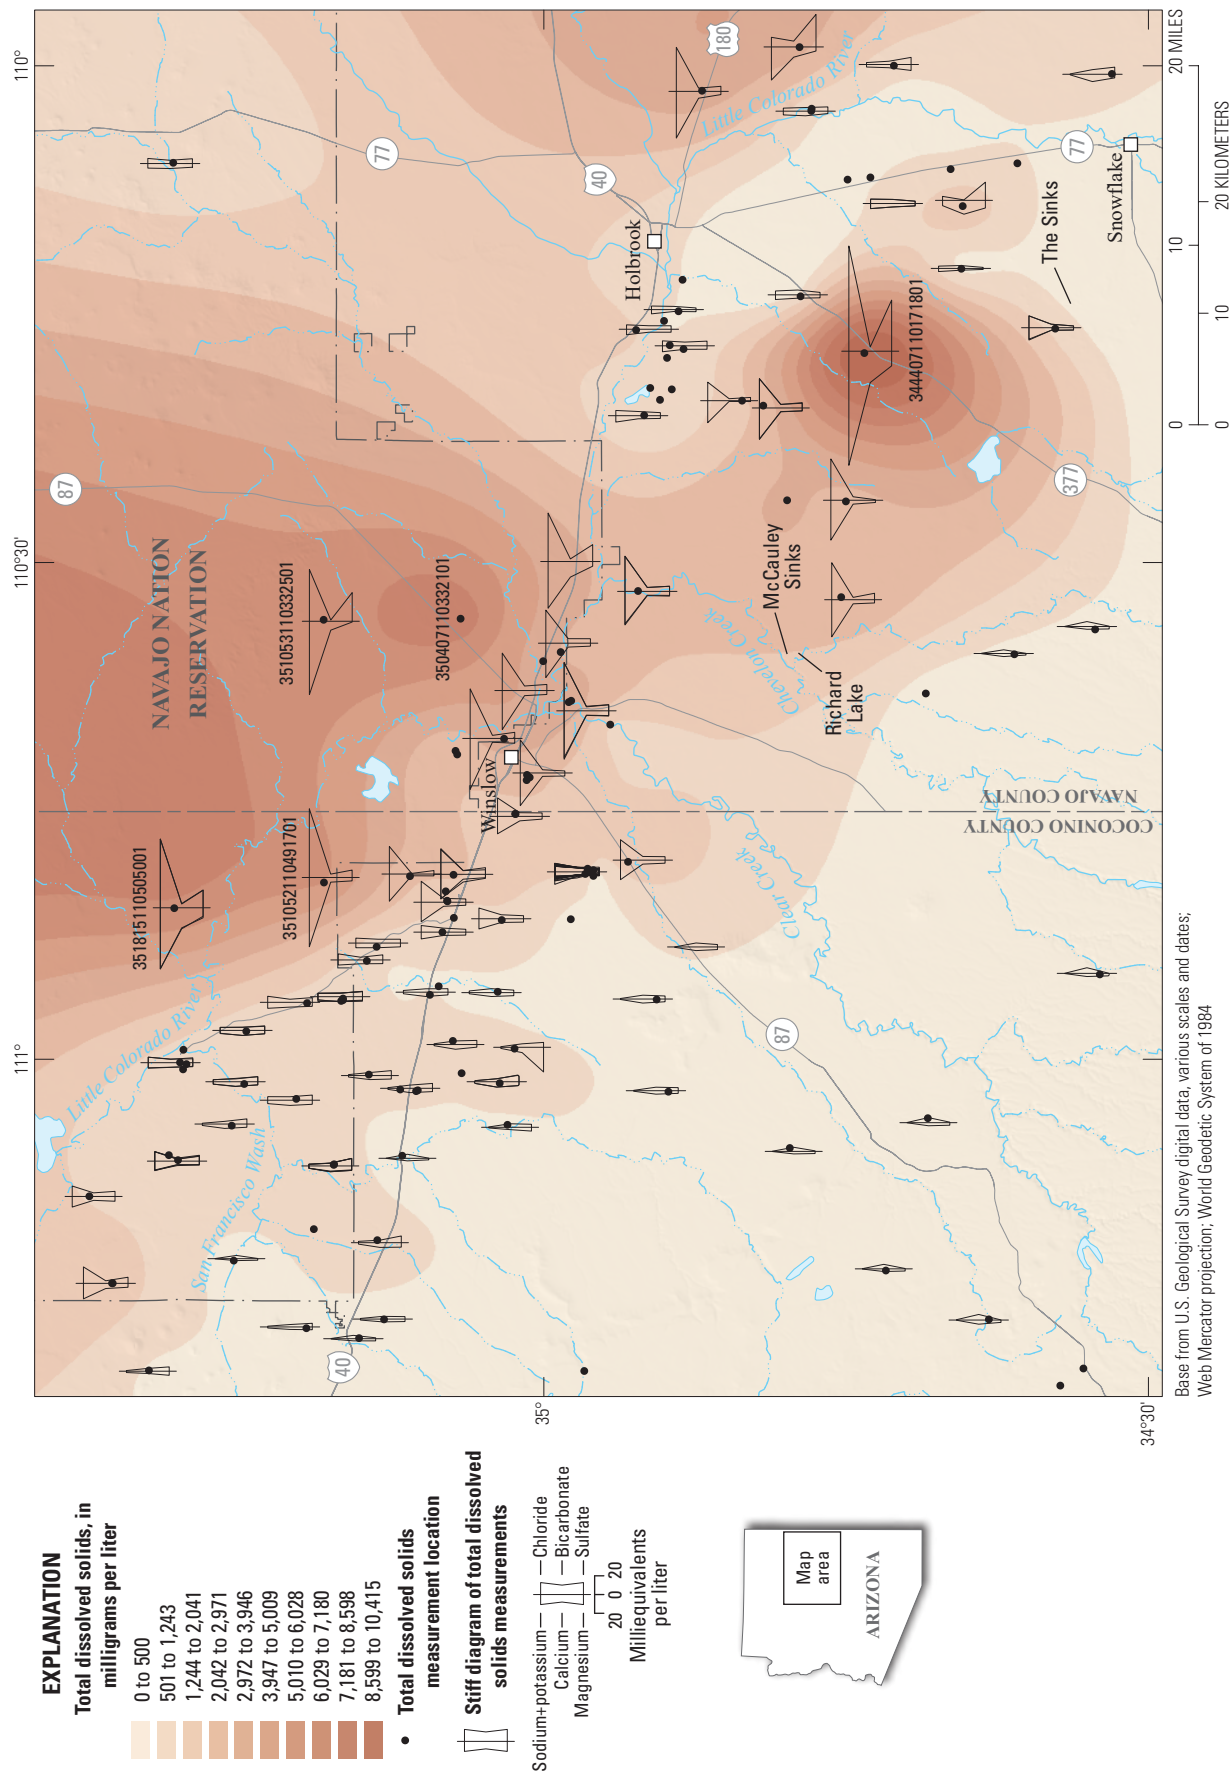 EXPLANATION
Total dissolved solids, in
milligrams per liter
0 to 500
501 to 1,243
1,244 to 2,041
2,042 to 2,971
2,972 to 3,946
3,947 to 5,009
5,010 to 6,028
6,029 to 7,180
7,181 to 8,598
8,599 to 10,415
Total dissolved solids
measurement location
Stiff diagram of total dissolved
solids measurements
Sodium+potassium
Chloride
Calcium
Bicarbonate
Magnesium
Sulfate
20 0 20
Milliequivalents
per liter
Map
area
ARIZONA
111°
110°30'
110°
35°
34°30'
NAVAJO NATION
RESERVATION
87
77
40
180
40
77
377
87
Little Colorado River
San Francisco Wash
Little Colorado River
Clear Creek
Chevelon Creek
351815110505001
351052110491701
351053110332501
350407110332101
344407110171801
Winslow
Holbrook
Snowflake
McCauley
Sinks
Richard
Lake
The Sinks
COCONINO COUNTY
NAVAJO COUNTY
0 10 20 MILES
0 10 20 KILOMETERS
Base from U.S. Geological Survey digital data, various scales and dates;
Web Mercator projection; World Geodetic System of 1984